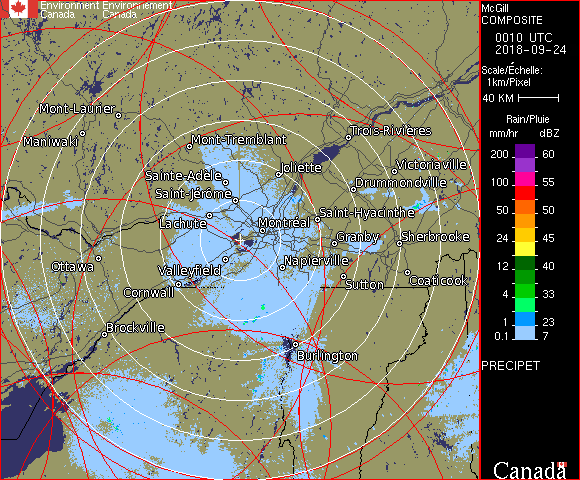 Environment Environnement
Canada Canada
McGill
COMPOSITE
0010 UTC
2018-09-24
Scale/Échelle:
1km/Pixel
40 KM
Rain/Pluie
mm/hr dBZ
200 60
100 55
50 50
24 45
12 40
4 33
1 23
0.1 7
PRECIPET
Canada
Mont-Laurier
Maniwaki
Mont-Tremblant
Trois-Rivières
Sainte-Adèle
Joliette
Victoriaville
Saint-Jérôme
Drummondville
Lachute
Montréal
Saint-Hyacinthe
Granby
Sherbrooke
Ottawa
Valleyfield
Napierville
Cornwall
Sutton
Coaticook
Brockville
Burlington